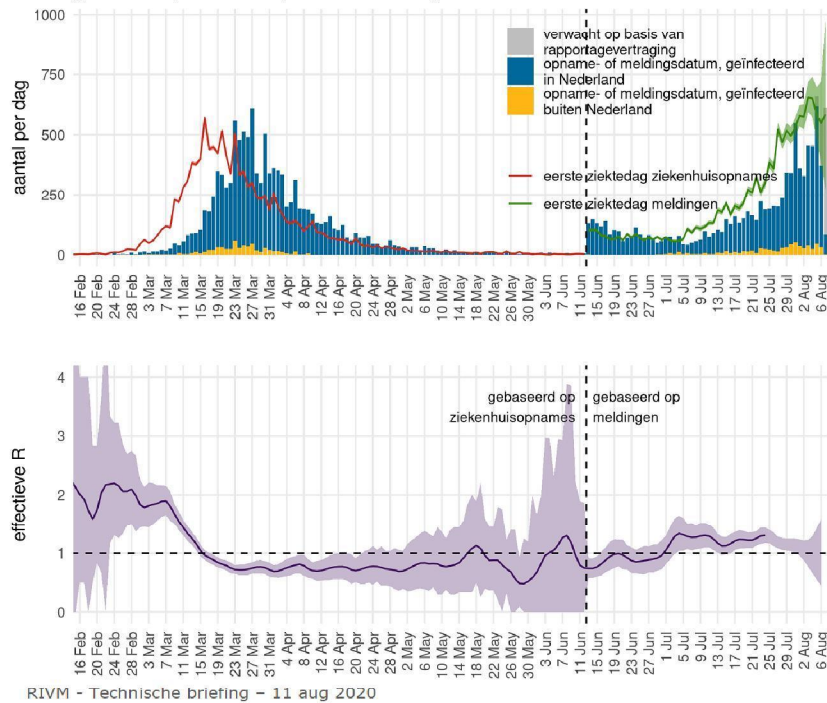 1000
750
500
250
0
aantal per dag
verwacht op basis van
rapportagevertraging
opname- of meldingsdatum, geïnfecteerd
in Nederland
opname- of meldingsdatum, geïnfecteerd
buiten Nederland
eerste ziektedag ziekenhuisopnames
eerste ziektedag meldingen
16 Feb
20 Feb
24 Feb
28 Feb
3 Mar
7 Mar
11 Mar
15 Mar
19 Mar
23 Mar
27 Mar
31 Mar
4 Apr
8 Apr
12 Apr
16 Apr
20 Apr
24 Apr
28 Apr
2 May
6 May
10 May
14 May
18 May
22 May
26 May
30 May
3 Jun
7 Jun
11 Jun
15 Jun
19 Jun
23 Jun
27 Jun
1 Jul
5 Jul
9 Jul
13 Jul
17 Jul
21 Jul
25 Jul
29 Jul
2 Aug
6 Aug
4
3
2
1
0
effectieve R
gebaseerd op
ziekenhuisopnames
gebaseerd op
meldingen
16 Feb
20 Feb
24 Feb
28 Feb
3 Mar
7 Mar
11 Mar
15 Mar
19 Mar
23 Mar
27 Mar
31 Mar
4 Apr
8 Apr
12 Apr
16 Apr
20 Apr
24 Apr
28 Apr
2 May
6 May
10 May
14 May
18 May
22 May
26 May
30 May
3 Jun
7 Jun
11 Jun
15 Jun
19 Jun
23 Jun
27 Jun
1 Jul
5 Jul
9 Jul
13 Jul
17 Jul
21 Jul
25 Jul
29 Jul
2 Aug
6 Aug
RIVM - Technische briefing – 11 aug 2020